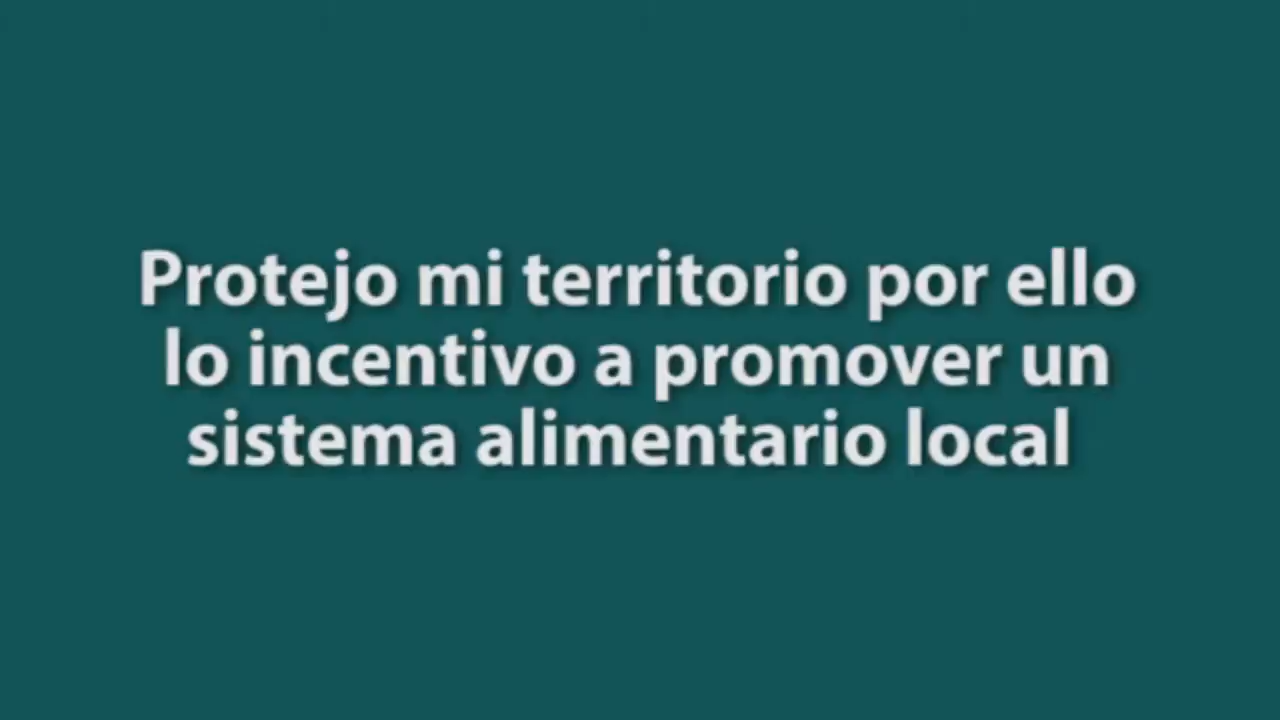 Protejo mi territorio por ello
lo incentivo a promover un
sistema alimentario local